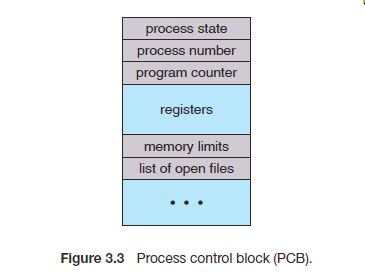 process state
process number
program counter
registers
memory limits
list of open files
• • •
Figure 3.3 Process control block (PCB).